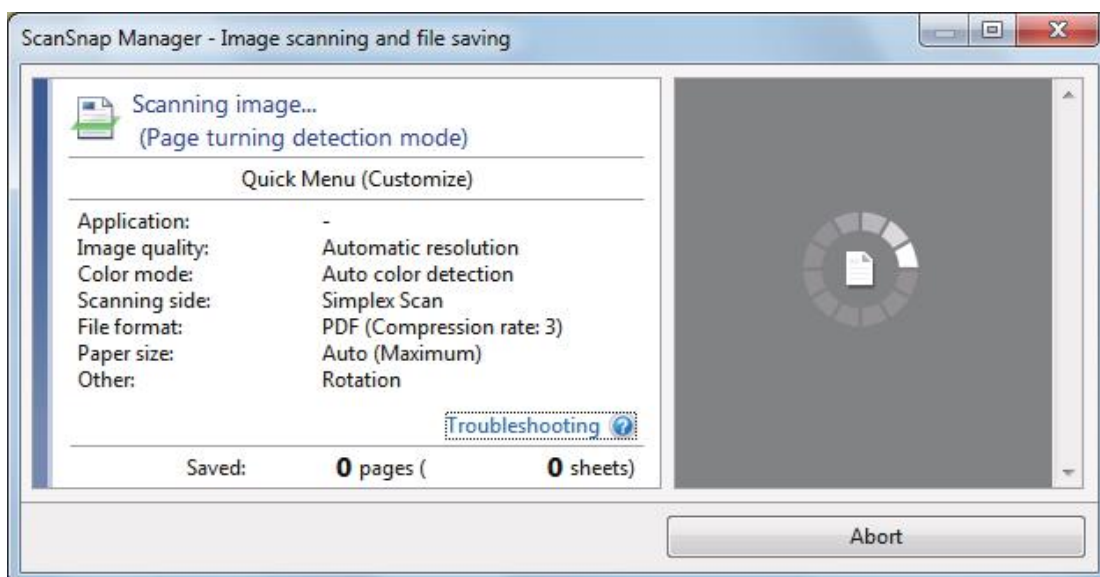 ScanSnap Manager - Image scanning and file saving
Scanning image...
(Page turning detection mode)
Quick Menu (Customize)
Application: -
Image quality: Automatic resolution
Color mode: Auto color detection
Scanning side: Simplex Scan
File format: PDF (Compression rate: 3)
Paper size: Auto (Maximum)
Other: Rotation
Troubleshooting ?
Saved: 0 pages ( 0 sheets)
Abort